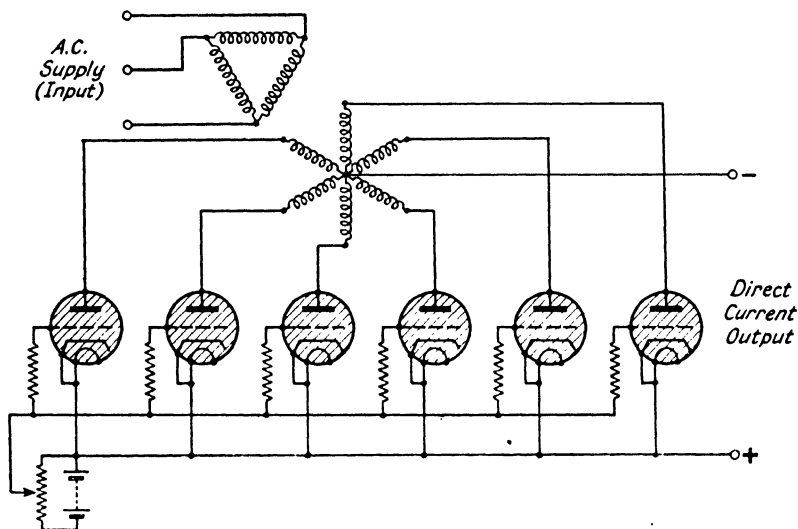 A.C.
Supply
(Input)
−
Direct
Current
Output
+